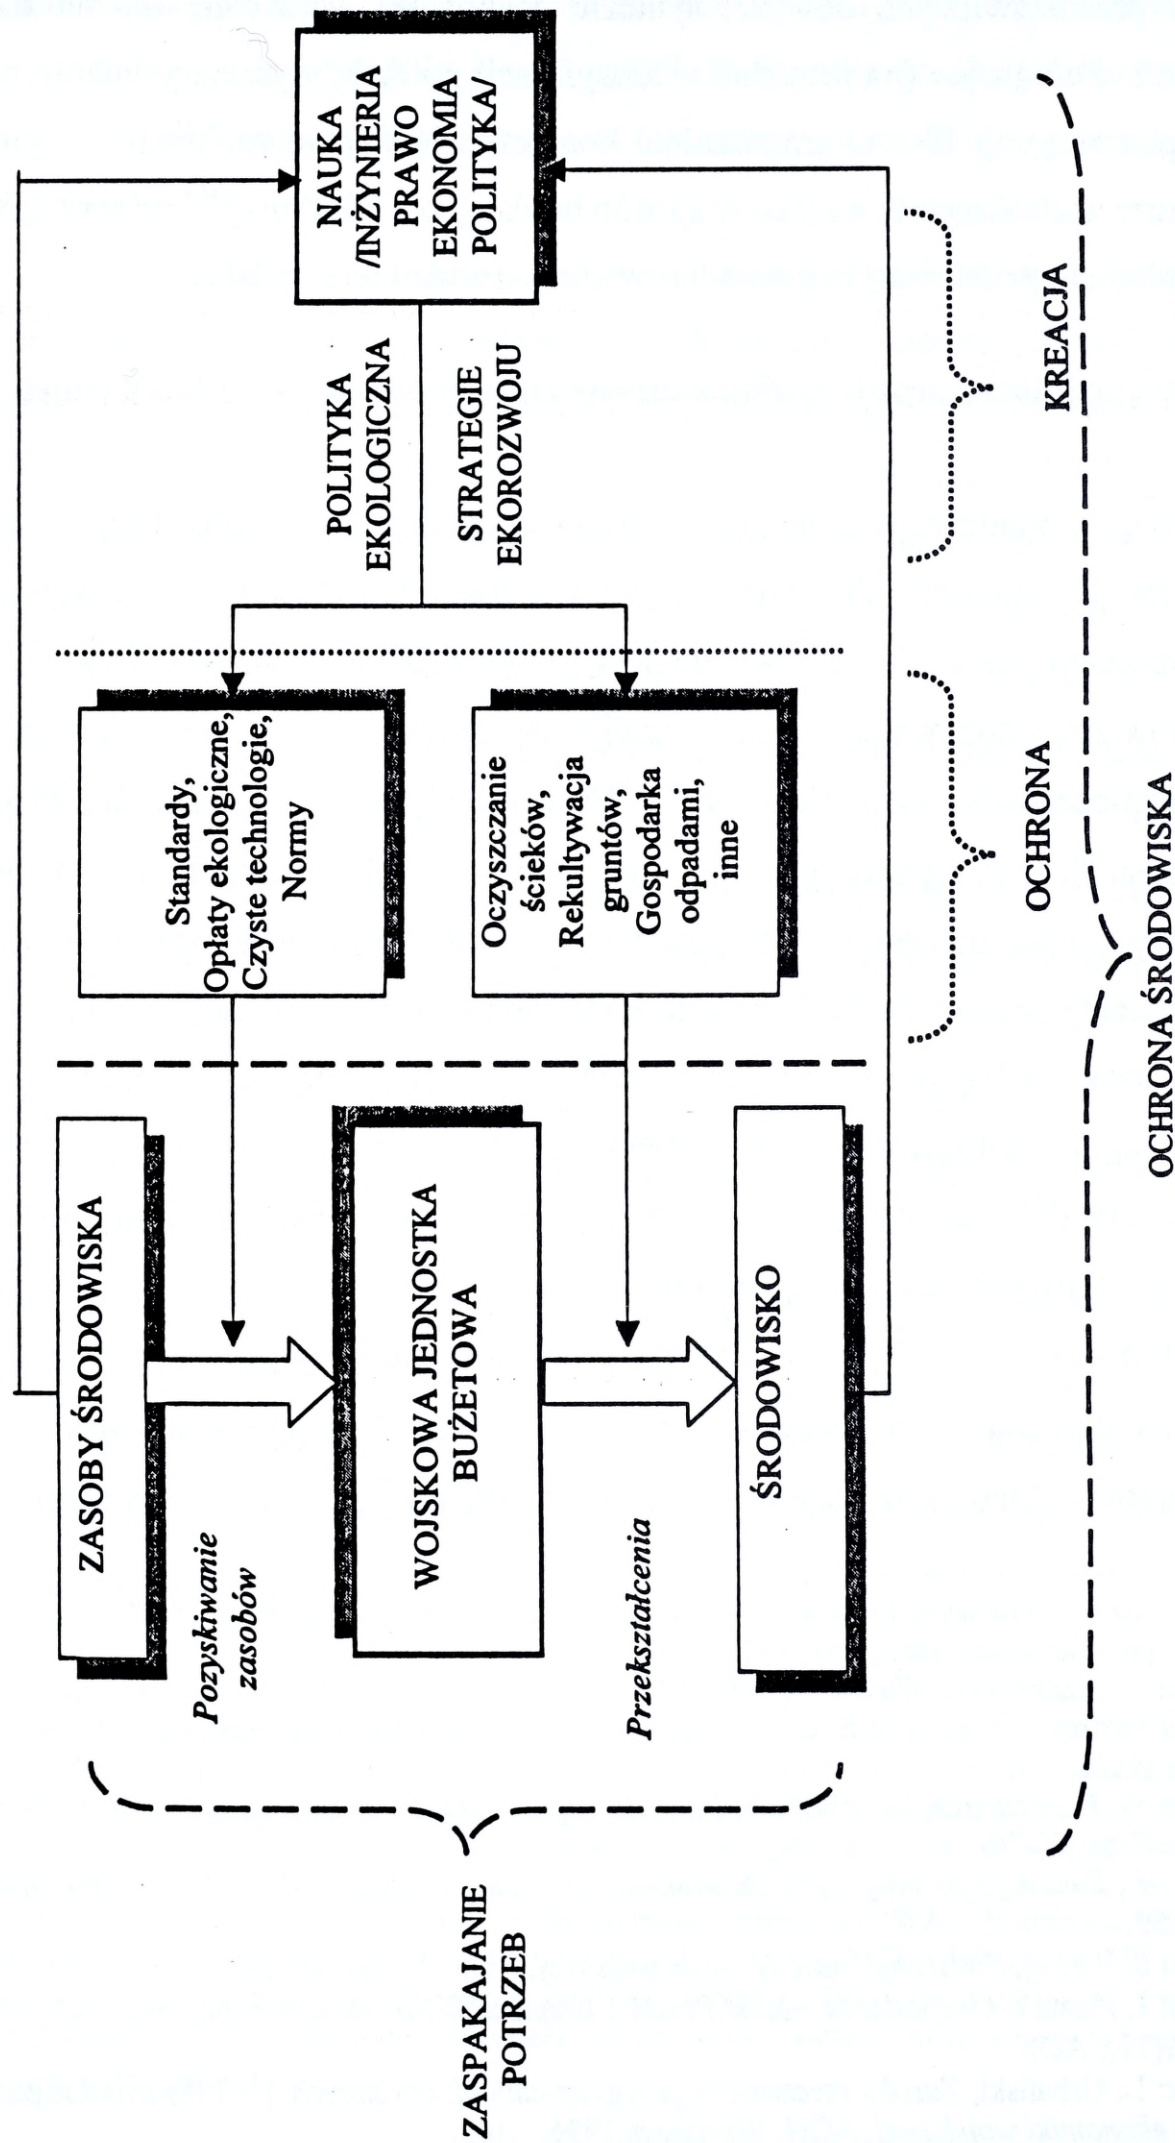 ZASPAKAJANIE
POTRZEB
ZASOBY ŚRODOWISKA
Pozyskiwanie
zasobów
WOJSKOWA JEDNOSTKA
BUŻETOWA
Przekształcenia
ŚRODOWISKO
Standardy,
Opłaty ekologiczne,
Czyste technologie,
Normy
Oczyszczanie
ścieków,
Rekultywacja
gruntów,
Gospodarka
odpadami,
inne
POLITYKA
EKOLOGICZNA
STRATEGIE
EKOROZWOJU
NAUKA
/INŻYNERIA
PRAWO
EKONOMIA
POLITYKA/
OCHRONA
KREACJA
OCHRONA ŚRODOWISKA